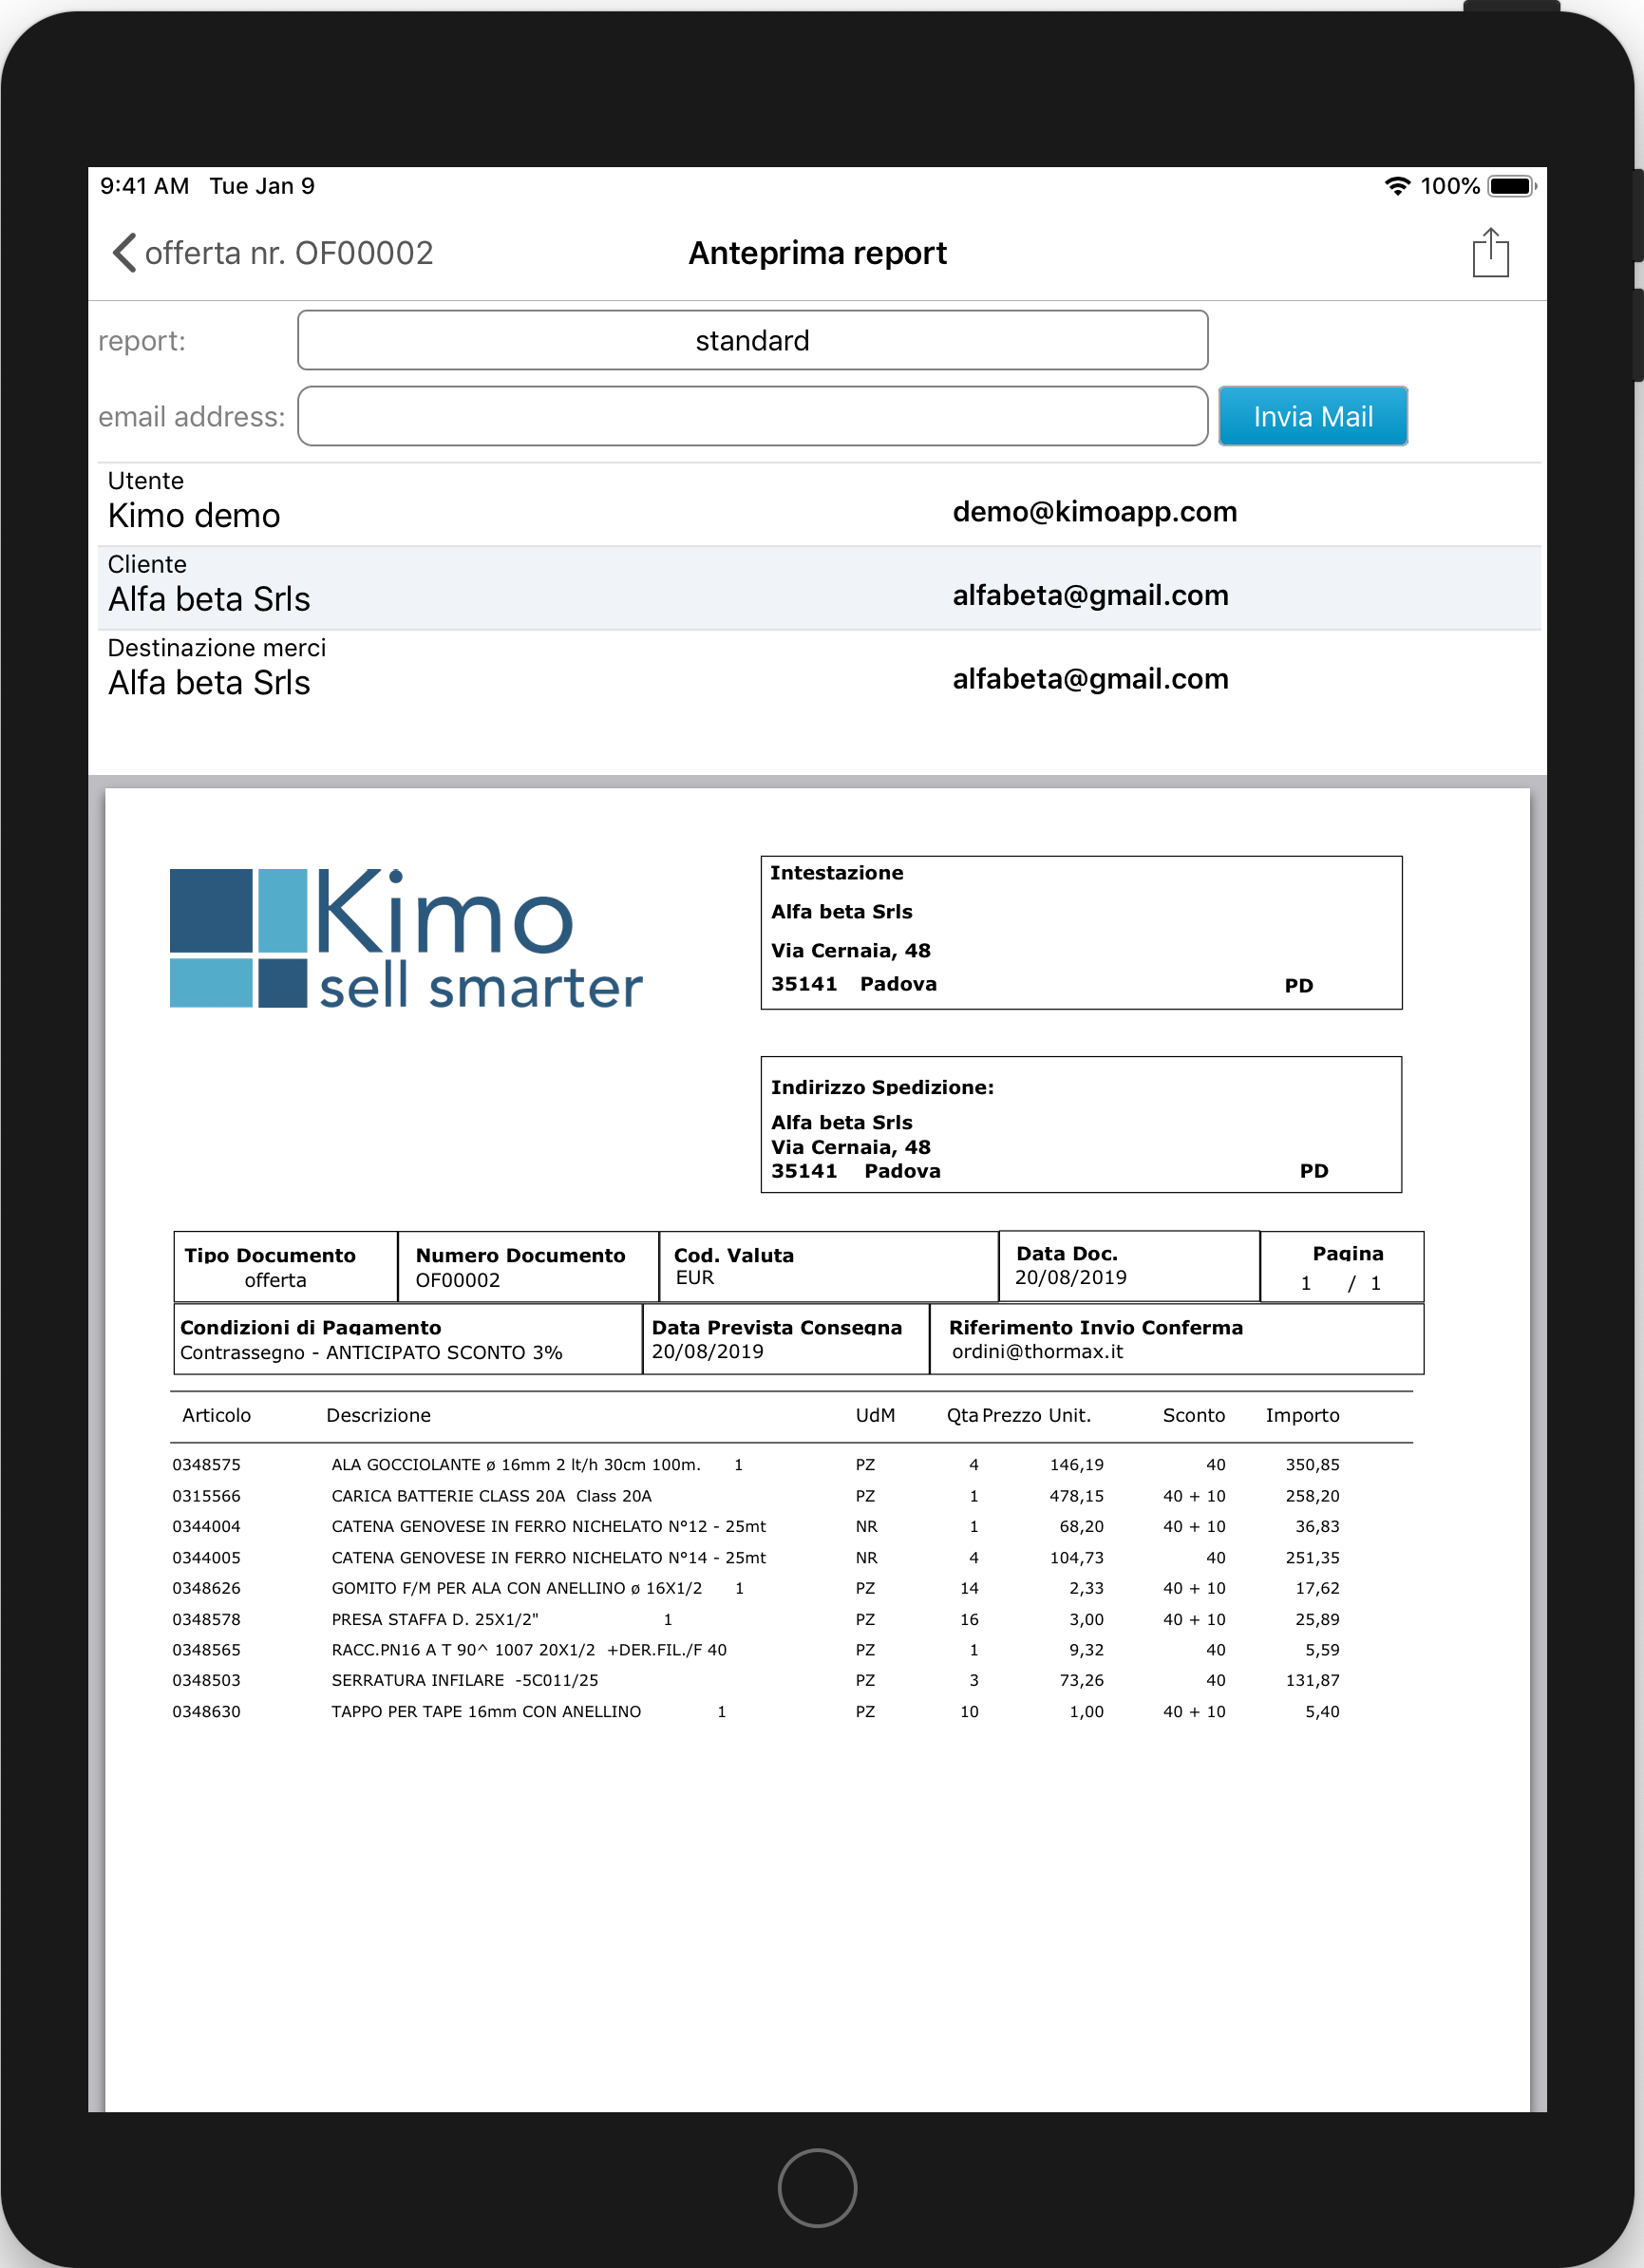 9:41 AM Tue Jan 9 100%
offerta nr. OF00002 Anteprima report
report: standard
email address: Invia Mail
Utente
Kimo demo demo@kimoapp.com
Cliente
Alfa beta Srls alfabeta@gmail.com
Destinazione merci
Alfa beta Srls alfabeta@gmail.com
Kimo
sell smarter
Intestazione
Alfa beta Srls
Via Cernaia, 48
35141 Padova PD
Indirizzo Spedizione:
Alfa beta Srls
Via Cernaia, 48
35141 Padova PD
Tipo Documento Numero Documento Cod. Valuta Data Doc. Pagina
offerta OF00002 EUR 20/08/2019 1 / 1
Condizioni di Pagamento Data Prevista Consegna Riferimento Invio Conferma
Contrassegno - ANTICIPATO SCONTO 3% 20/08/2019 ordini@thormax.it
Articolo Descrizione UdM Qta Prezzo Unit. Sconto Importo
0348575 ALA GOCCIOLANTE ø 16mm 2 lt/h 30cm 100m. 1 PZ 4 146,19 40 350,85
0315566 CARICA BATTERIE CLASS 20A Class 20A PZ 1 478,15 40 + 10 258,20
0344004 CATENA GENOVESE IN FERRO NICHELATO N°12 - 25mt NR 1 68,20 40 + 10 36,83
0344005 CATENA GENOVESE IN FERRO NICHELATO N°14 - 25mt NR 4 104,73 40 251,35
0348626 GOMITO F/M PER ALA CON ANELLINO ø 16X1/2 1 PZ 14 2,33 40 + 10 17,62
0348578 PRESA STAFFA D. 25X1/2" 1 PZ 16 3,00 40 + 10 25,89
0348565 RACC.PN16 A T 90^ 1007 20X1/2 +DER.FIL./F 40 PZ 1 9,32 40 5,59
0348503 SERRATURA INFILARE -5C011/25 PZ 3 73,26 40 131,87
0348630 TAPPO PER TAPE 16mm CON ANELLINO 1 PZ 10 1,00 40 + 10 5,40